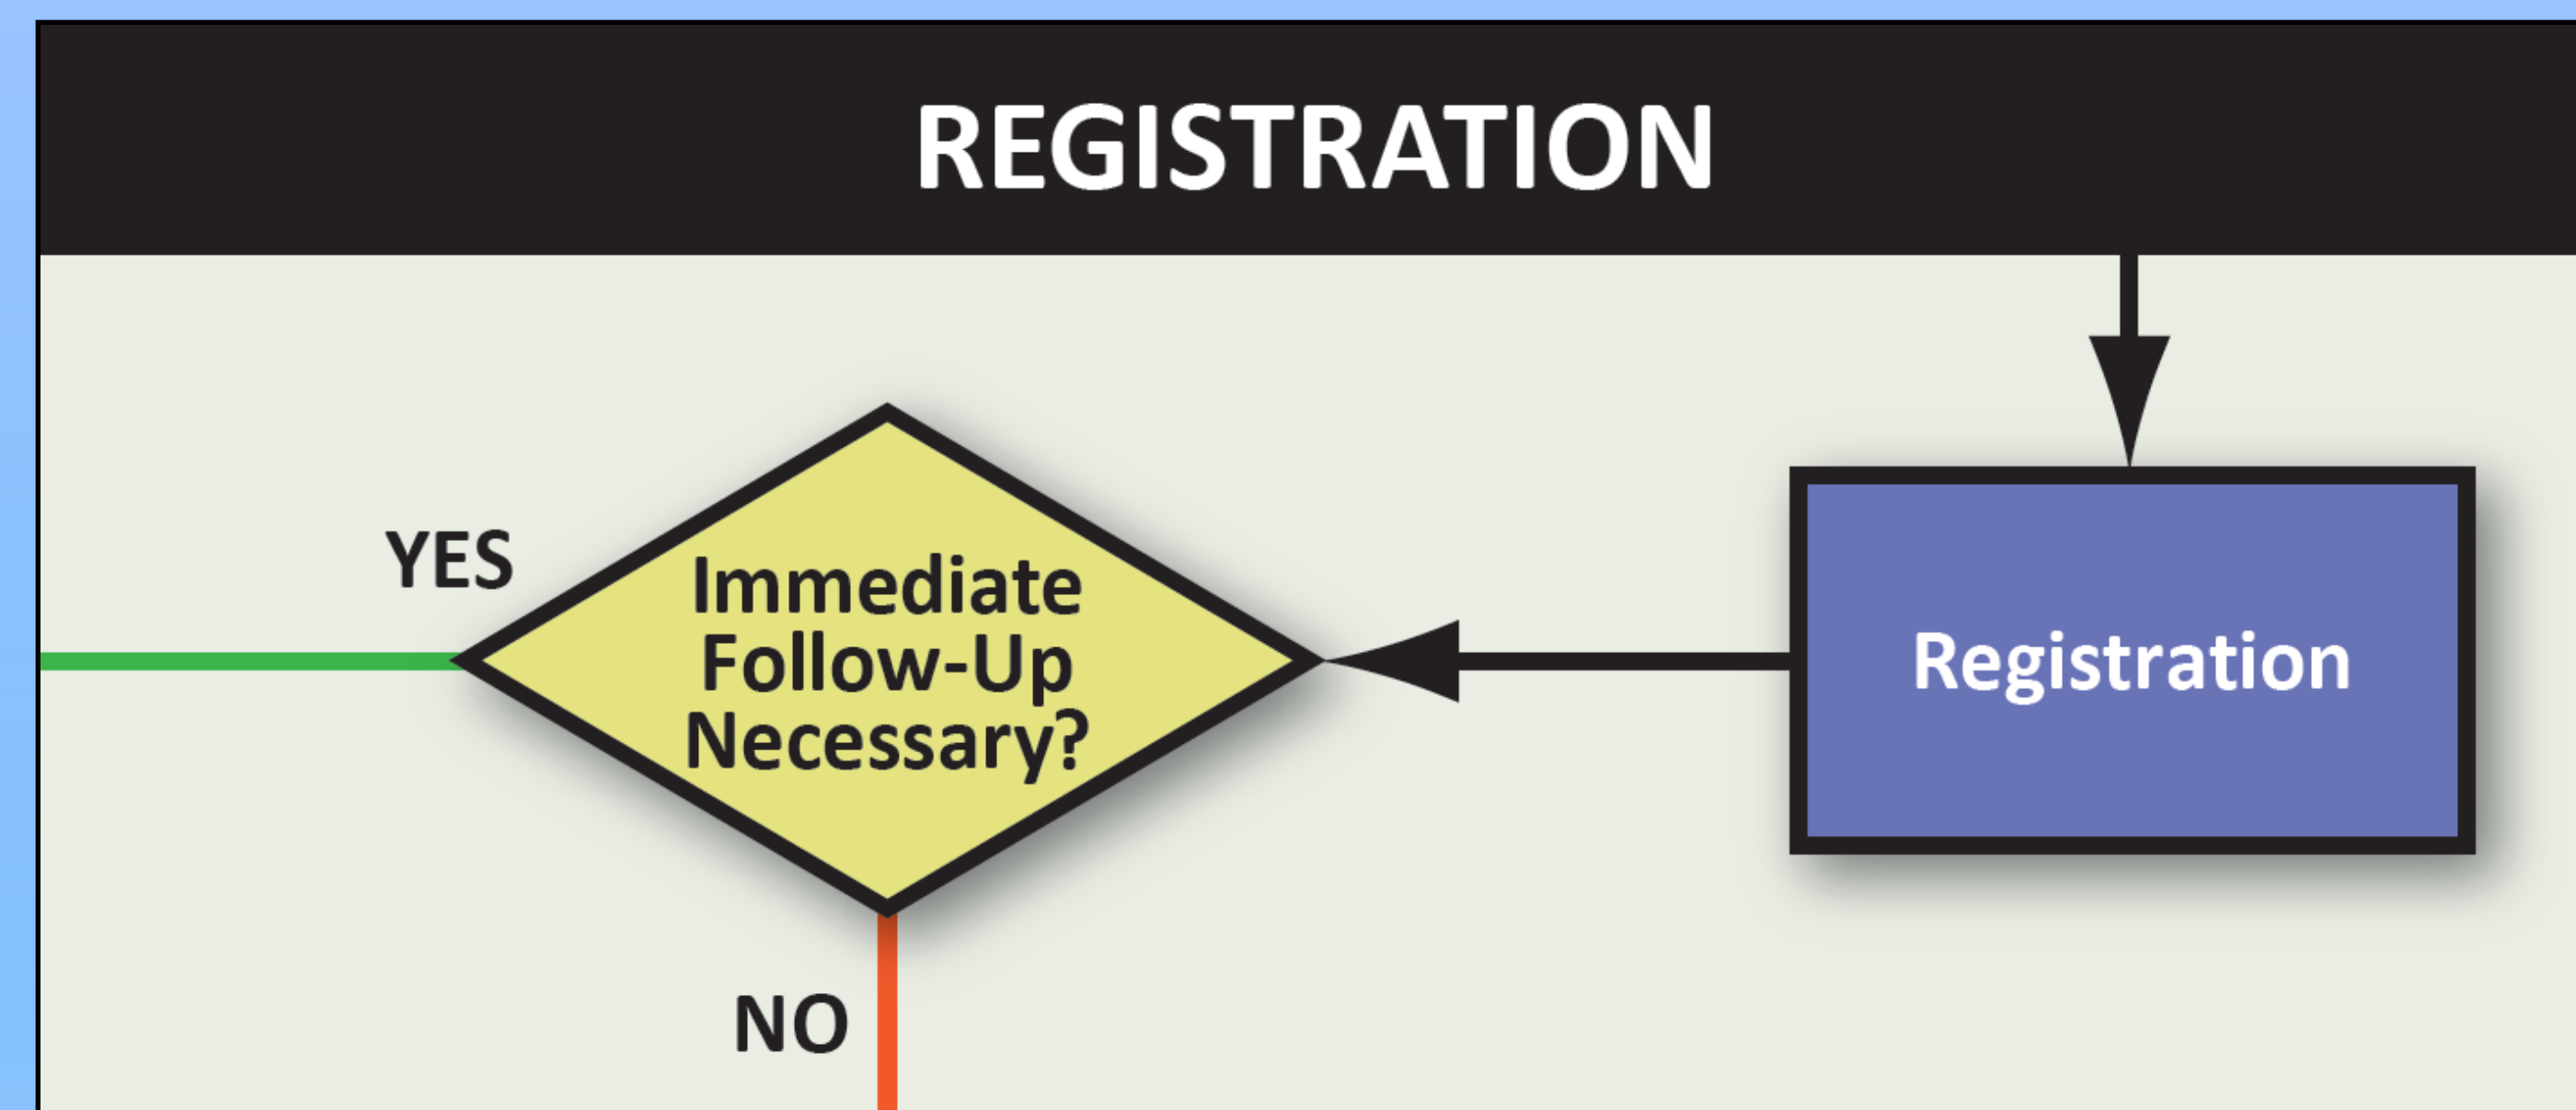 REGISTRATION
YES
Immediate
Follow-Up
Necessary?
Registration
NO